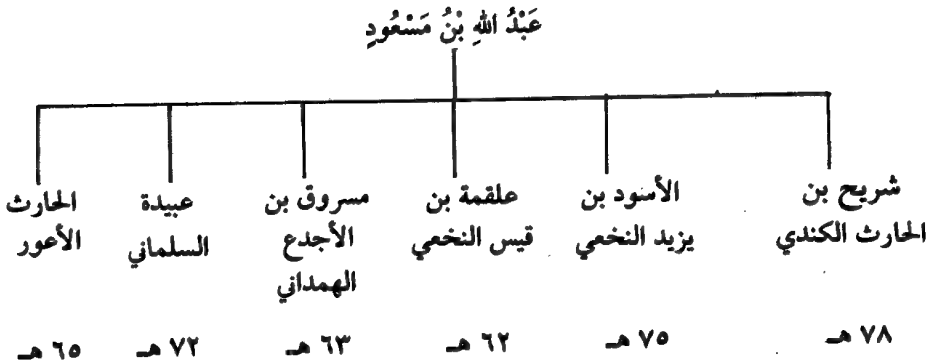 عَبْدُ اللهِ بْنُ مَسْعُودٍ
شريح بن
الحارث الكندي
٧٨ هـ
الأسود بن
يزيد النخعي
٧٥ هـ
علقمة بن
قيس النخعي
٦٢ هـ
مسروق بن
الأجدع
الهمداني
٦٣ هـ
عبيدة
السلماني
٧٢ هـ
الحارث
الأعور
٦٥ هـ